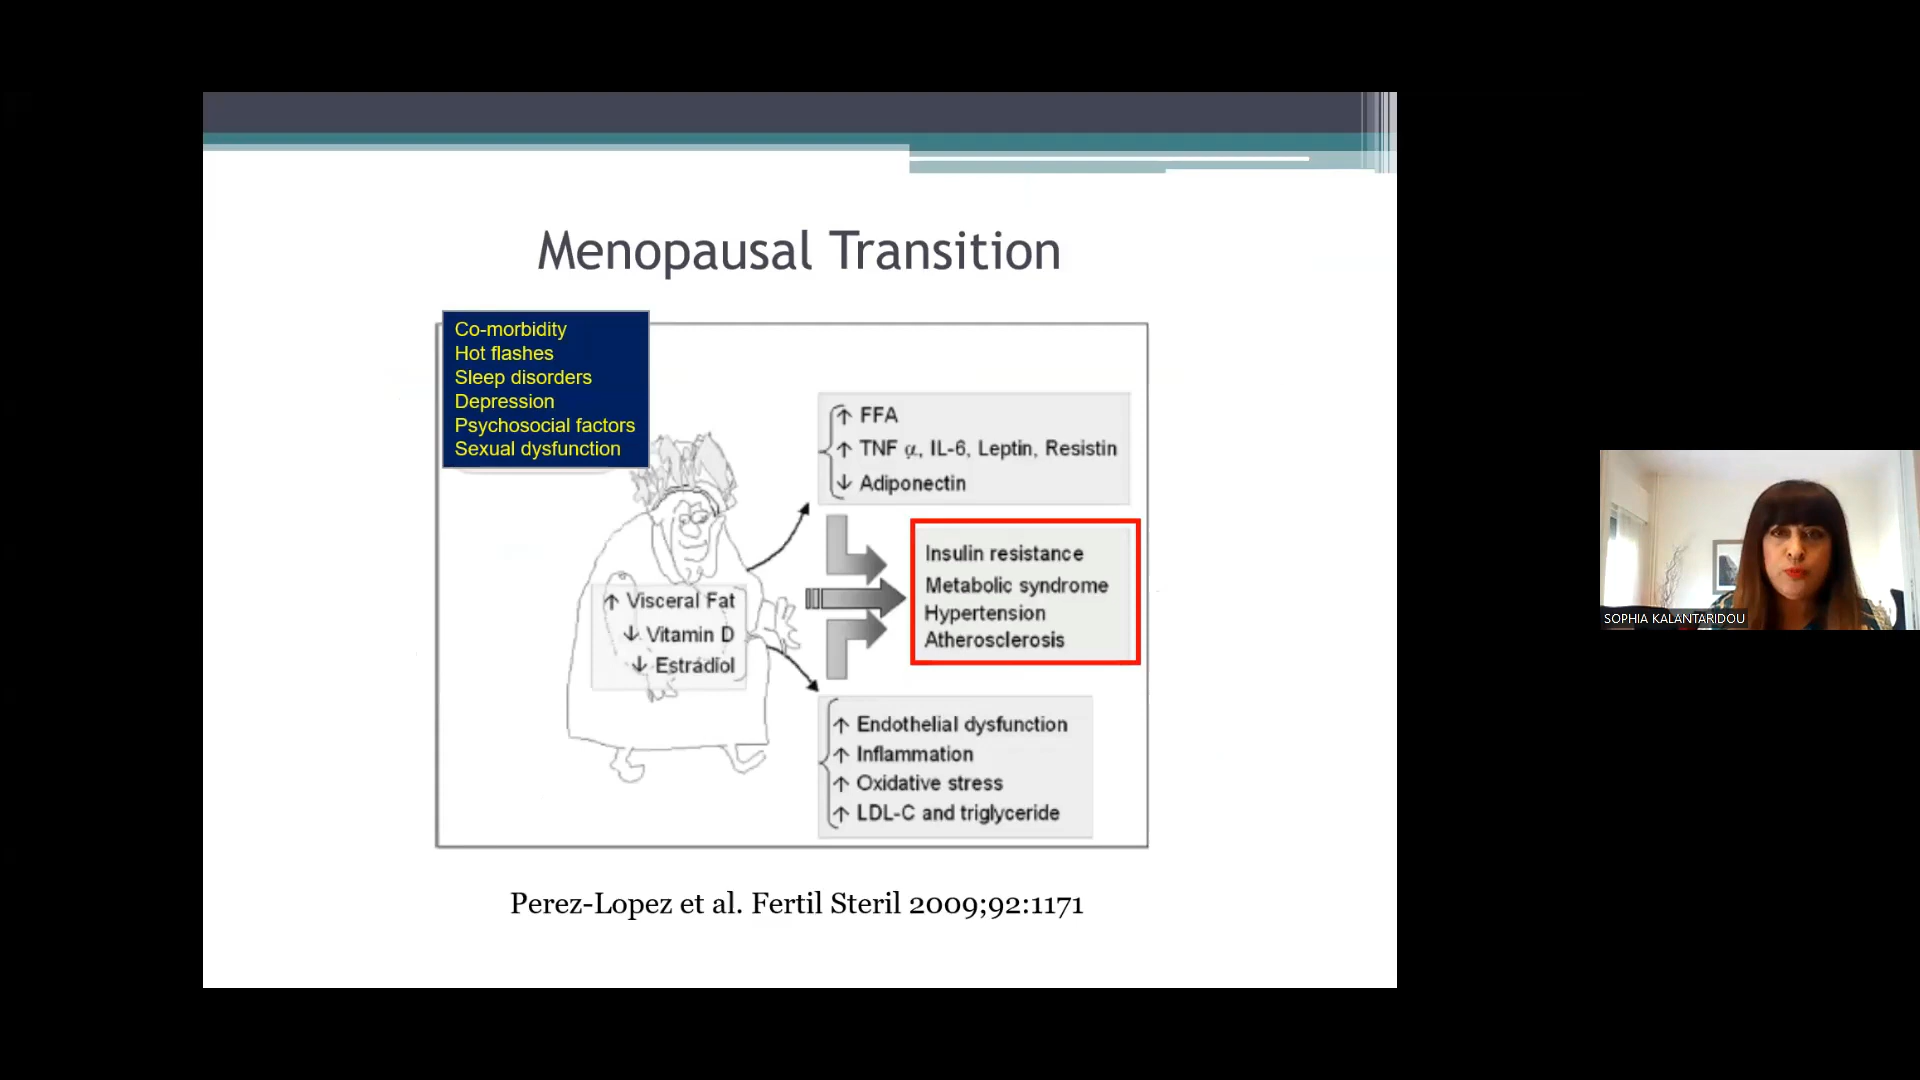 Menopausal Transition
Co-morbidity
Hot flashes
Sleep disorders
Depression
Psychosocial factors
Sexual dysfunction
↑ FFA
↑ TNF α, IL-6, Leptin, Resistin
↓ Adiponectin
↑ Visceral Fat
↓ Vitamin D
↓ Estradiol
Insulin resistance
Metabolic syndrome
Hypertension
Atherosclerosis
↑ Endothelial dysfunction
↑ Inflammation
↑ Oxidative stress
↑ LDL-C and triglyceride
Perez-Lopez et al. Fertil Steril 2009;92:1171
SOPHIA KALANTARIDOU